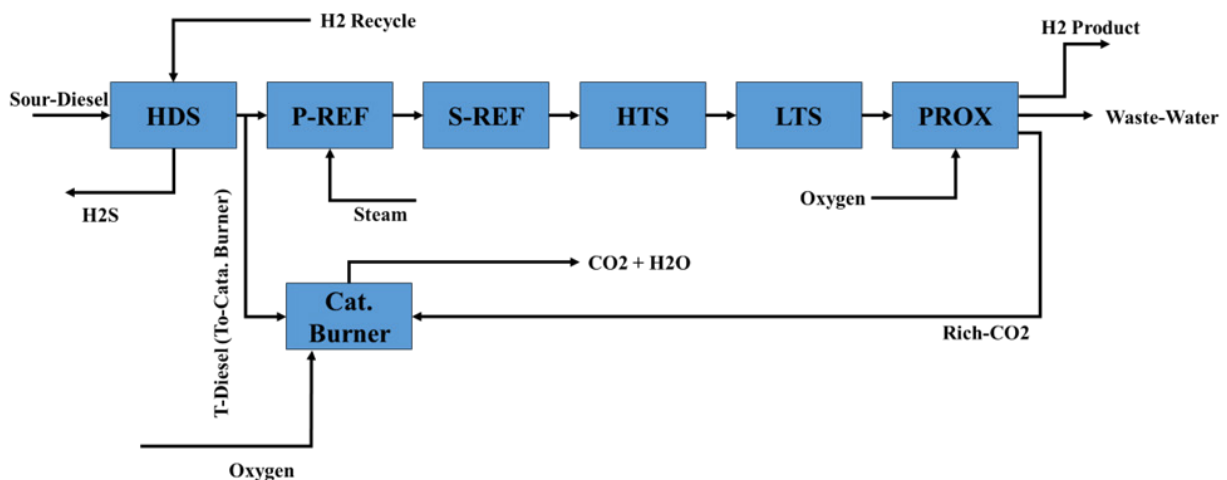 H2 Recycle
H2 Product
Sour-Diesel
HDS
P-REF
S-REF
HTS
LTS
PROX
Waste-Water
H2S
Steam
Oxygen
T-Diesel (To-Cata. Burner)
CO2 + H2O
Cat.
Burner
Rich-CO2
Oxygen